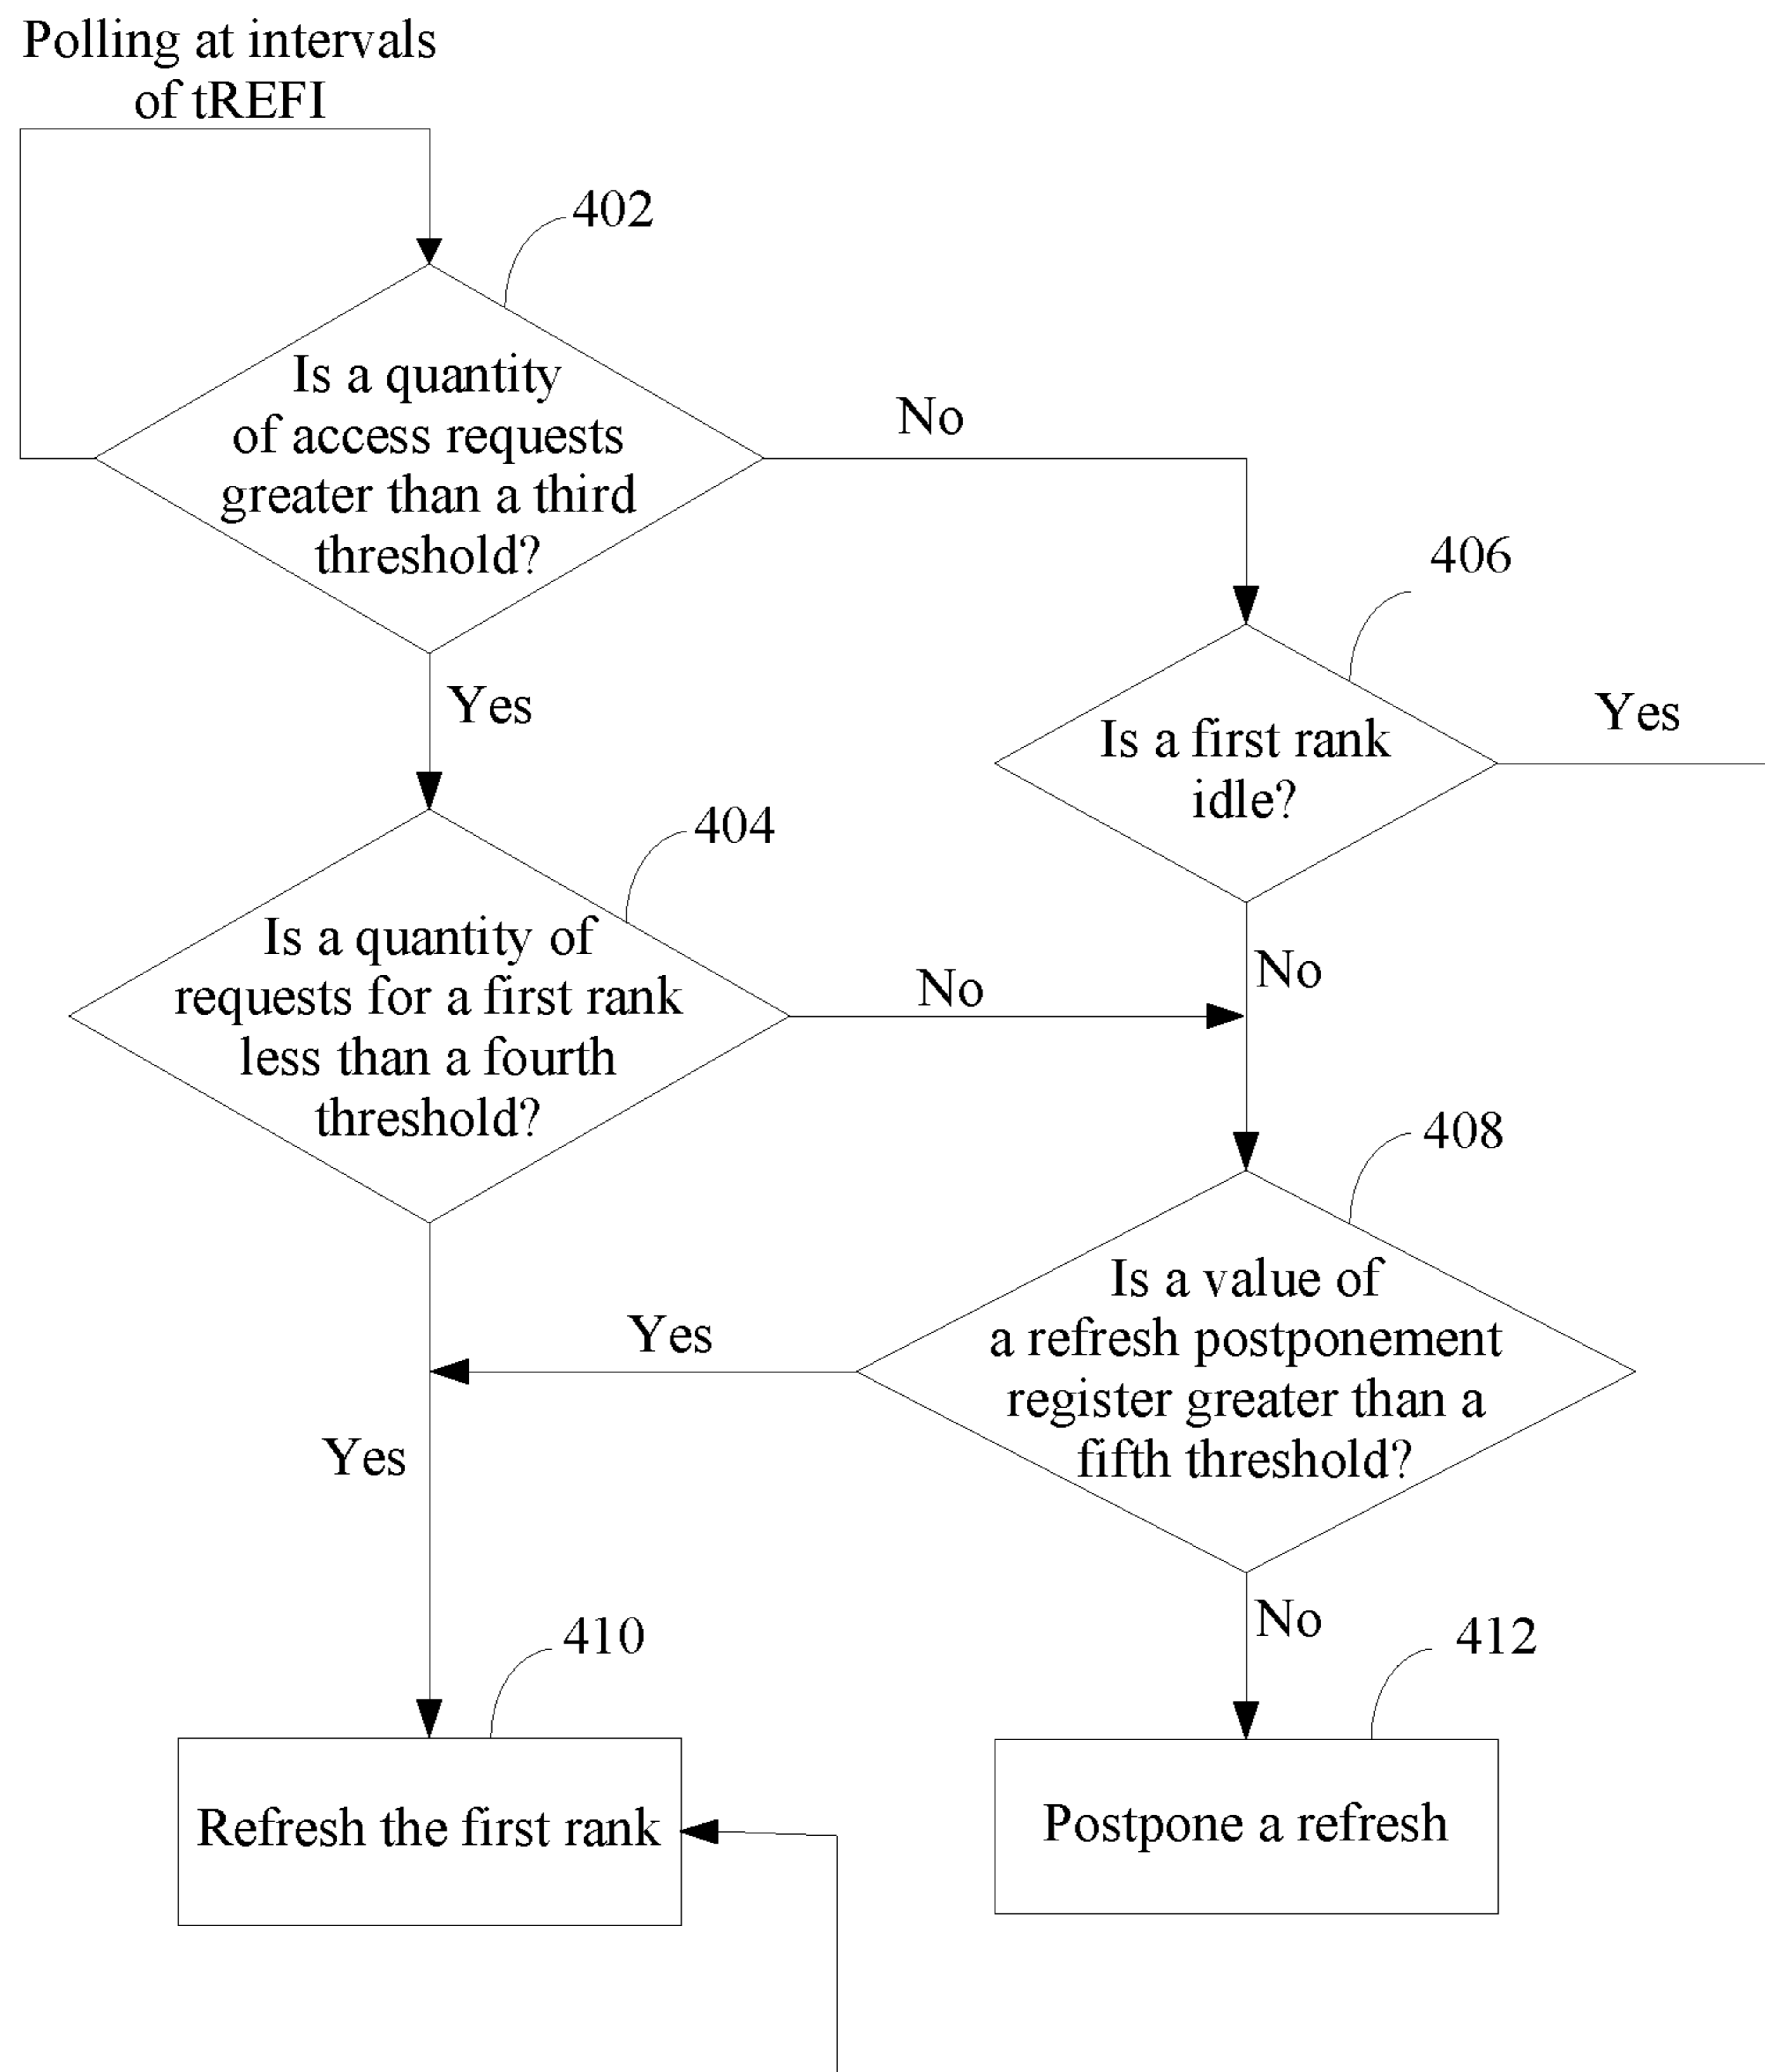 Polling at intervals
of tREFI
402
Is a quantity
of access requests
greater than a third
threshold?
No
406
Yes
Is a first rank
idle?
Yes
404
Is a quantity of
requests for a first rank
less than a fourth
threshold?
No
No
408
Is a value of
a refresh postponement
register greater than a
fifth threshold?
Yes
Yes
No
410
412
Refresh the first rank
Postpone a refresh